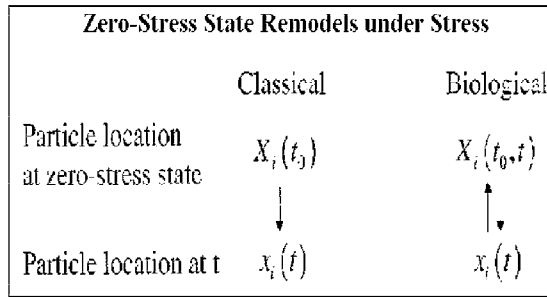 Zero-Stress State Remodels under Stress
Classical Biological
Particle location
at zero-stress state
X_i(t_0) X_i(t_0,t)
Particle location at t x_i(t) x_i(t)